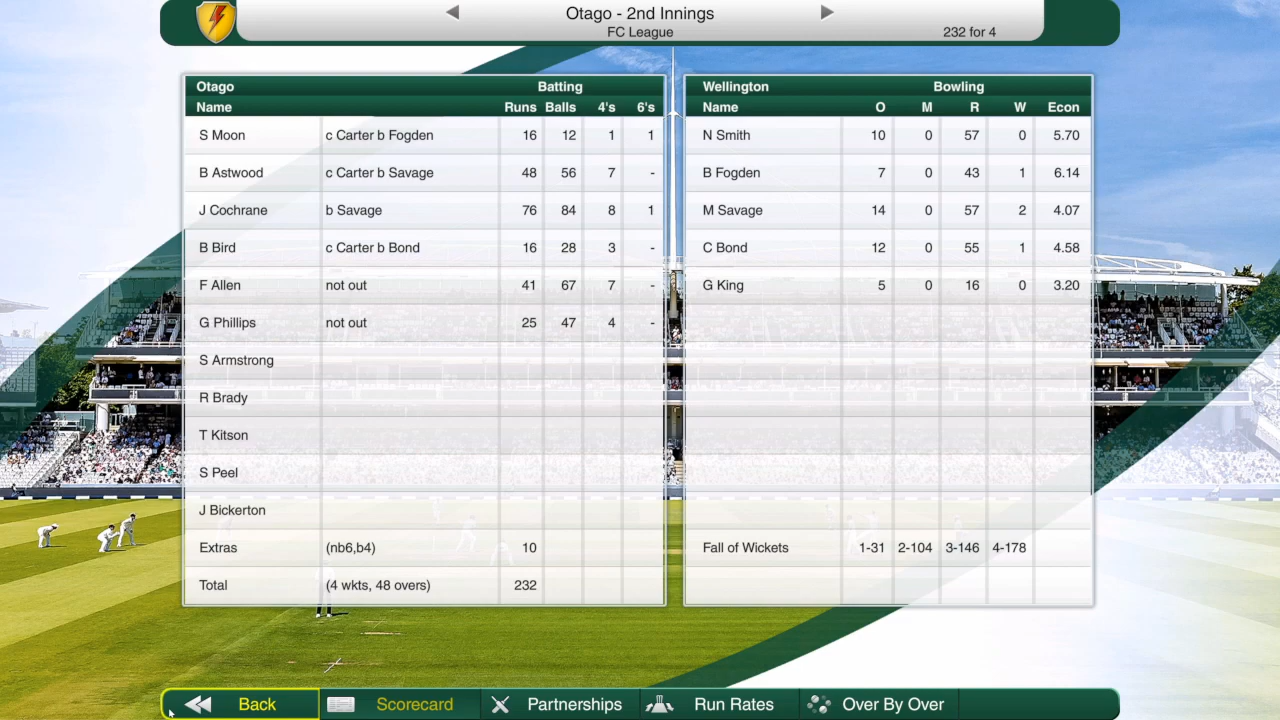 Otago - 2nd Innings
FC League 232 for 4
Otago Batting
Name Runs Balls 4's 6's
S Moon c Carter b Fogden 16 12 1 1
B Astwood c Carter b Savage 48 56 7 -
J Cochrane b Savage 76 84 8 1
B Bird c Carter b Bond 16 28 3 -
F Allen not out 41 67 7 -
G Phillips not out 25 47 4 -
S Armstrong
R Brady
T Kitson
S Peel
J Bickerton
Extras (nb6,b4) 10
Total (4 wkts, 48 overs) 232
Wellington Bowling
Name O M R W Econ
N Smith 10 0 57 0 5.70
B Fogden 7 0 43 1 6.14
M Savage 14 0 57 2 4.07
C Bond 12 0 55 1 4.58
G King 5 0 16 0 3.20
Fall of Wickets 1-31 2-104 3-146 4-178
Back Scorecard Partnerships Run Rates Over By Over